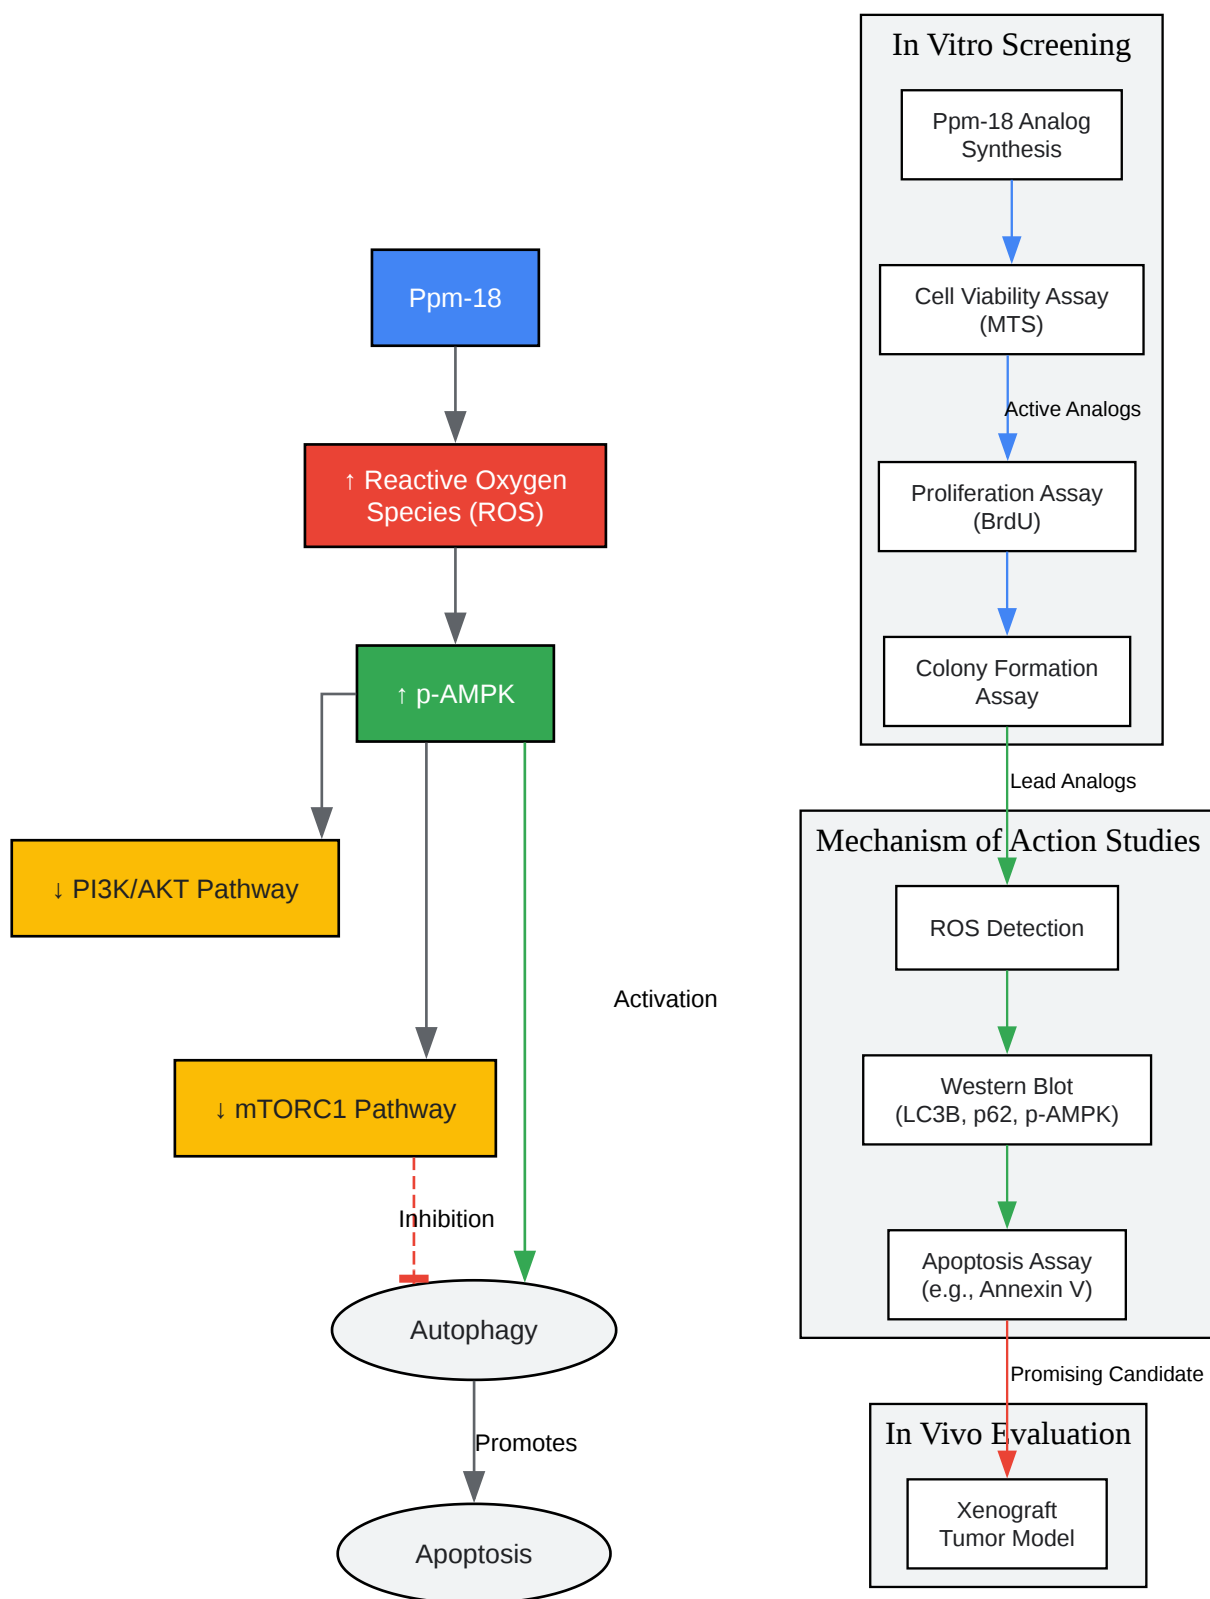 Ppm-18
↑ Reactive Oxygen
Species (ROS)
↑ p-AMPK
↓ PI3K/AKT Pathway
Activation
↓ mTORC1 Pathway
Inhibition
Autophagy
Promotes
Apoptosis
In Vitro Screening
Ppm-18 Analog
Synthesis
Cell Viability Assay
(MTS)
Active Analogs
Proliferation Assay
(BrdU)
Colony Formation
Assay
Lead Analogs
Mechanism of Action Studies
ROS Detection
Western Blot
(LC3B, p62, p-AMPK)
Apoptosis Assay
(e.g., Annexin V)
Promising Candidate
In Vivo Evaluation
Xenograft
Tumor Model